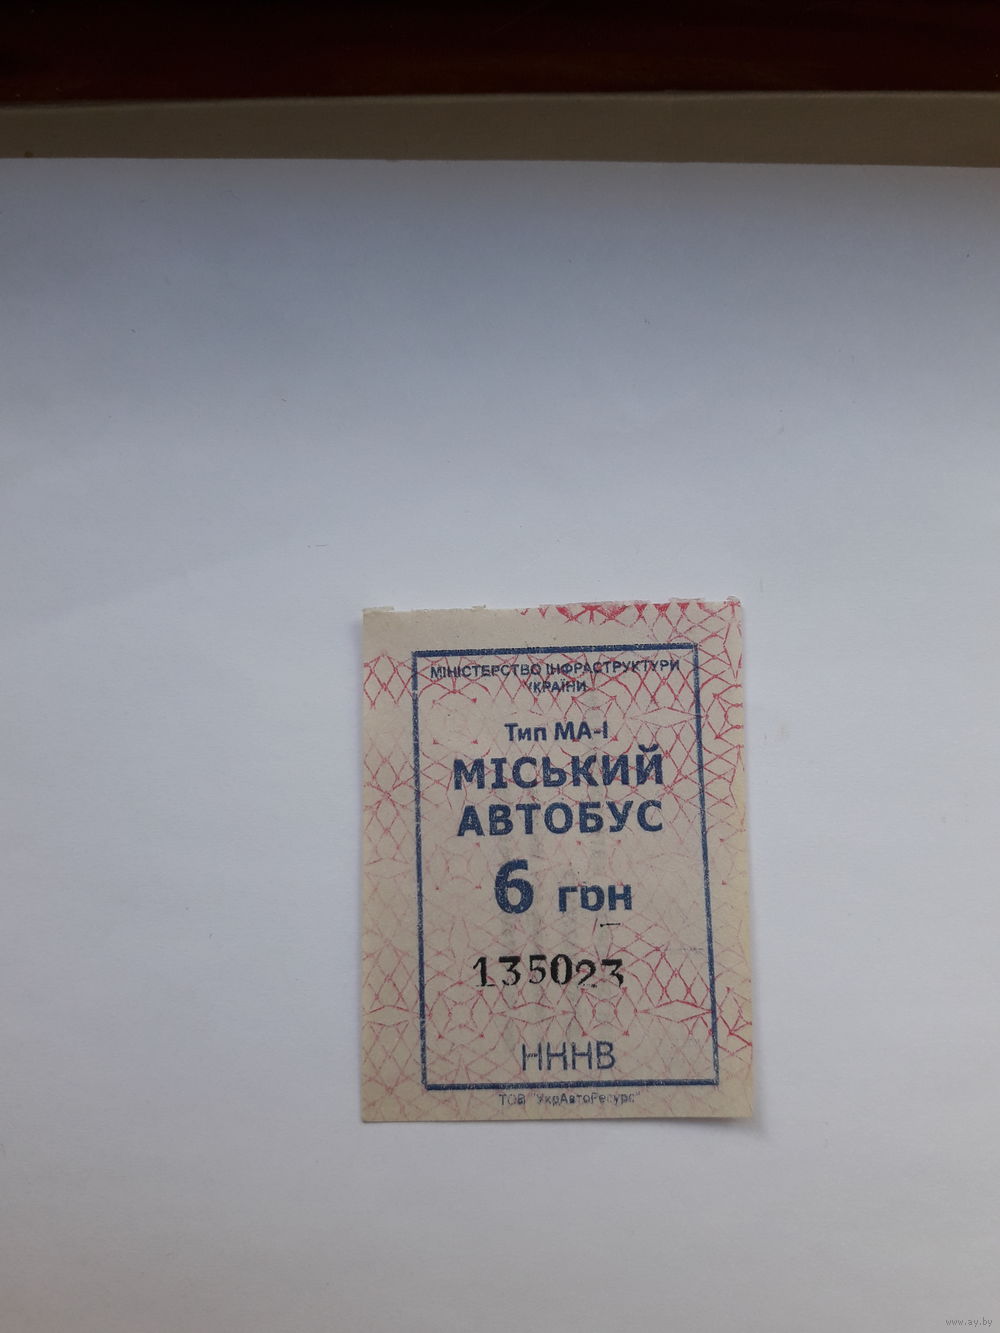 МІНІСТЕРСТВО ІНФРАСТРУКТУРИ
УКРАЇНИ
Тип МА-І
МІСЬКИЙ
АВТОБУС
6 грн
135023
НННВ
ТОВ "УкрАвтоРесурс"
www.ay.by